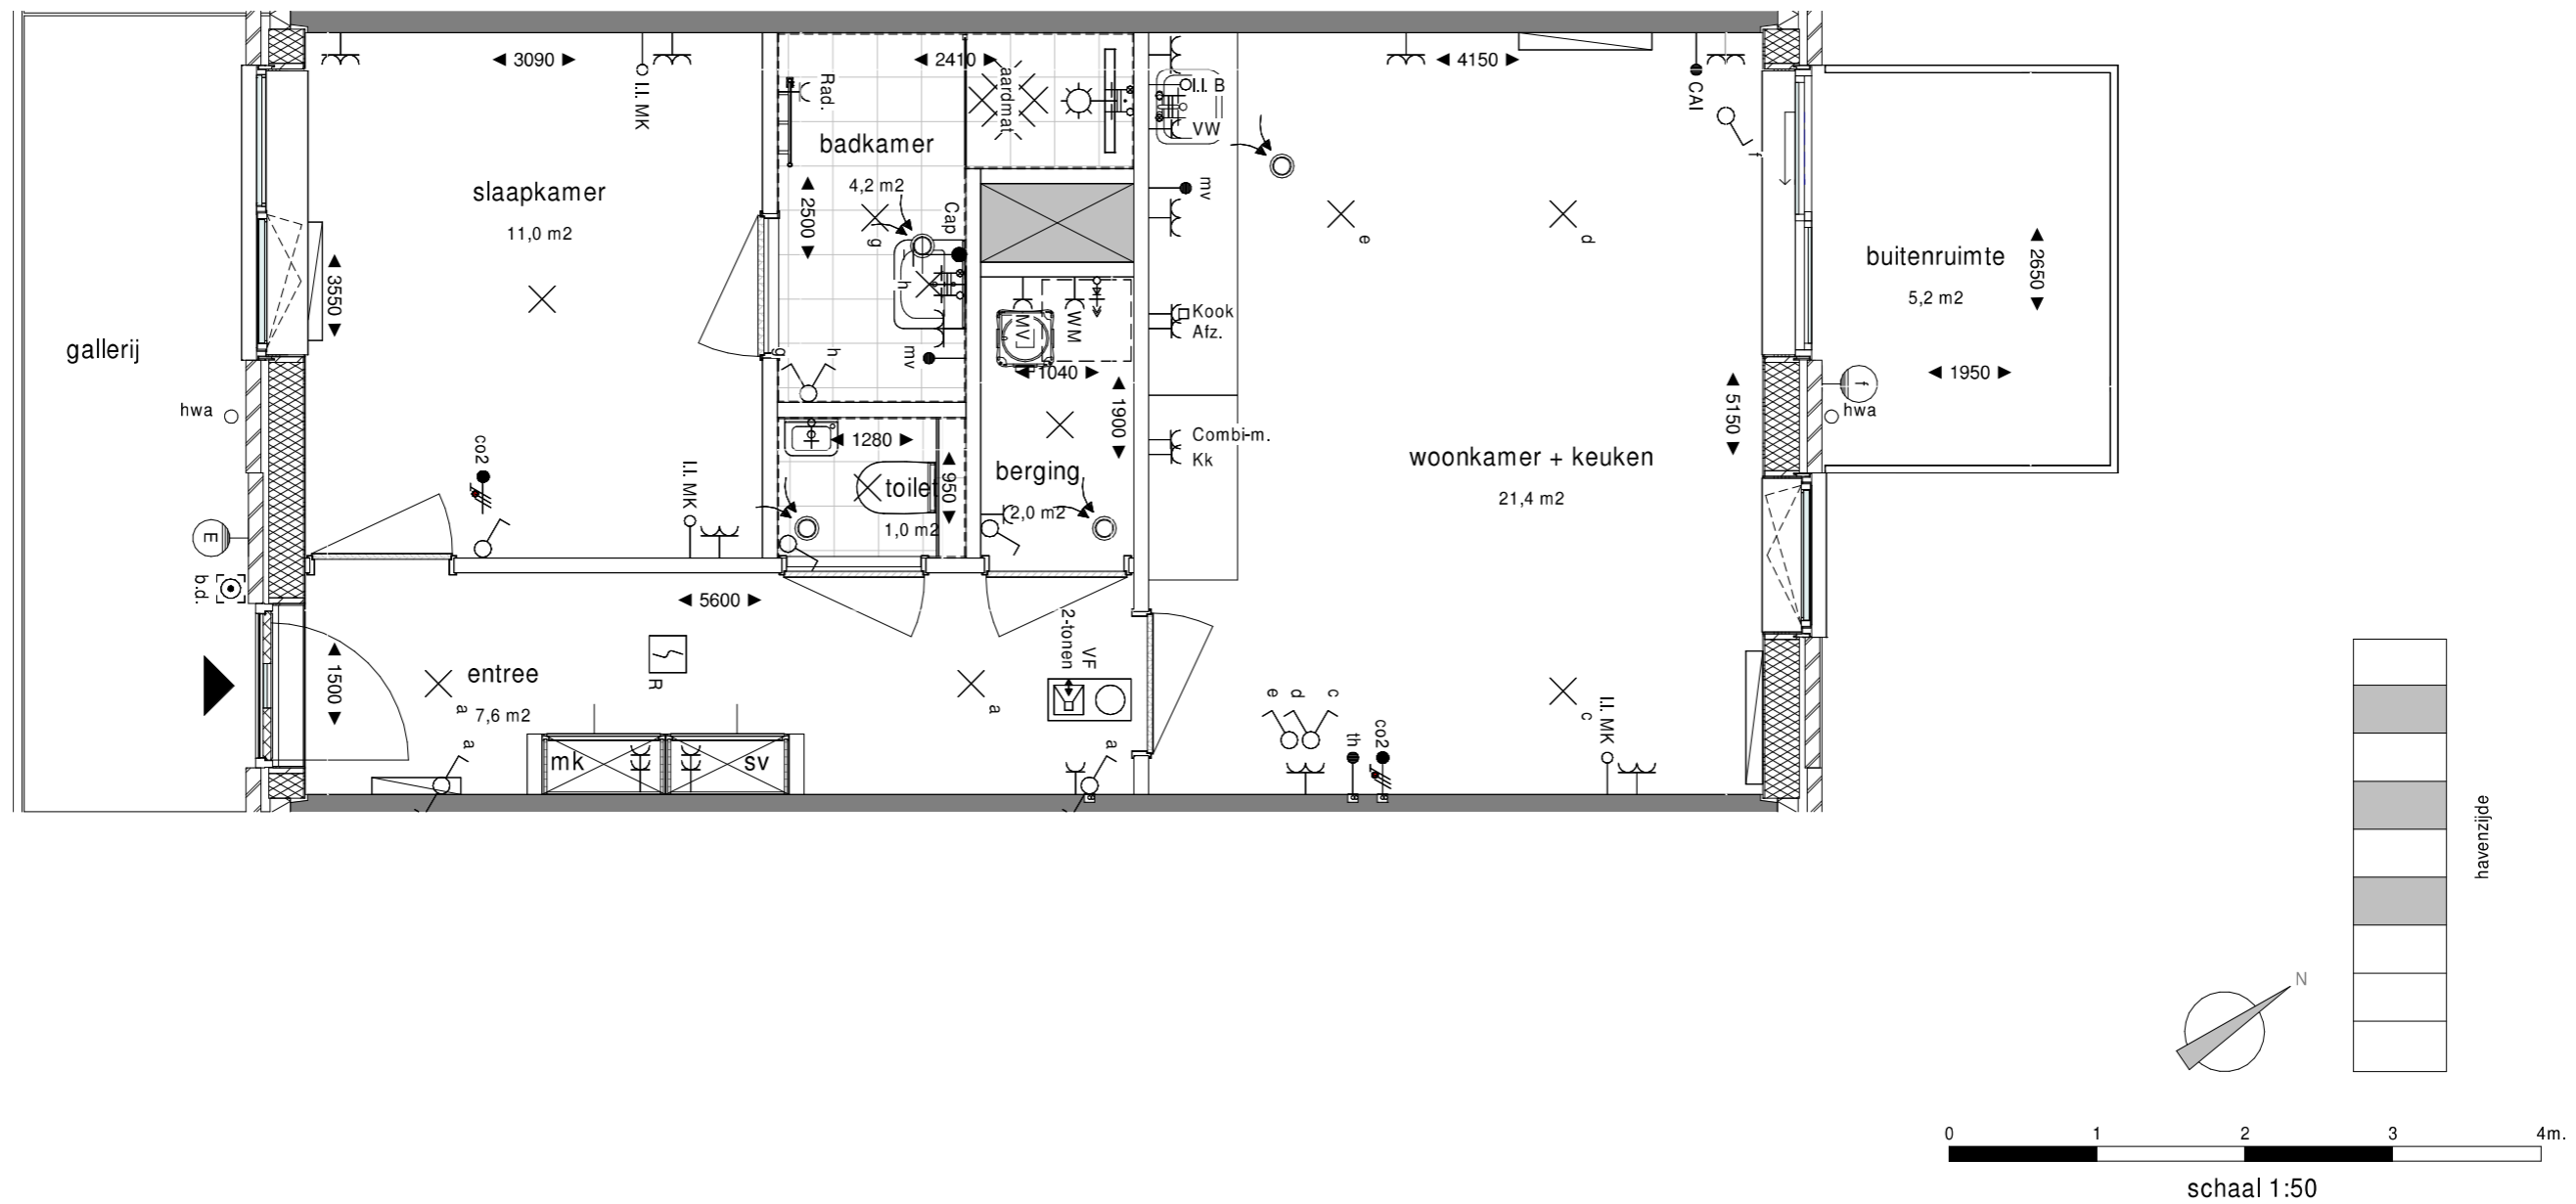 3090
I.I. MK
Rad.
2410
aardmat
I.I. B
VW
4150
CAI
f
badkamer
4,2 m2
2500
g
Cap
h
mv
slaapkamer
11,0 m2
3550
mv
e
d
buitenruimte
5,2 m2
2650
1950
gallerij
hwa
g
h
MV
WM
1040
1900
Kook
Afz.
Combi-m.
Kk
5150
f
hwa
co2
I.I. MK
1280
toilet
950
1,0 m2
berging
2,0 m2
woonkamer + keuken
21,4 m2
E
b.d.
5600
2-tonen
VF
1500
entree
7,6 m2
a
R
a
a
mk
sv
a
e
d
c
th
co2
c
I.I. MK
havenzijde
N
0
1
2
3
4m.
schaal 1:50